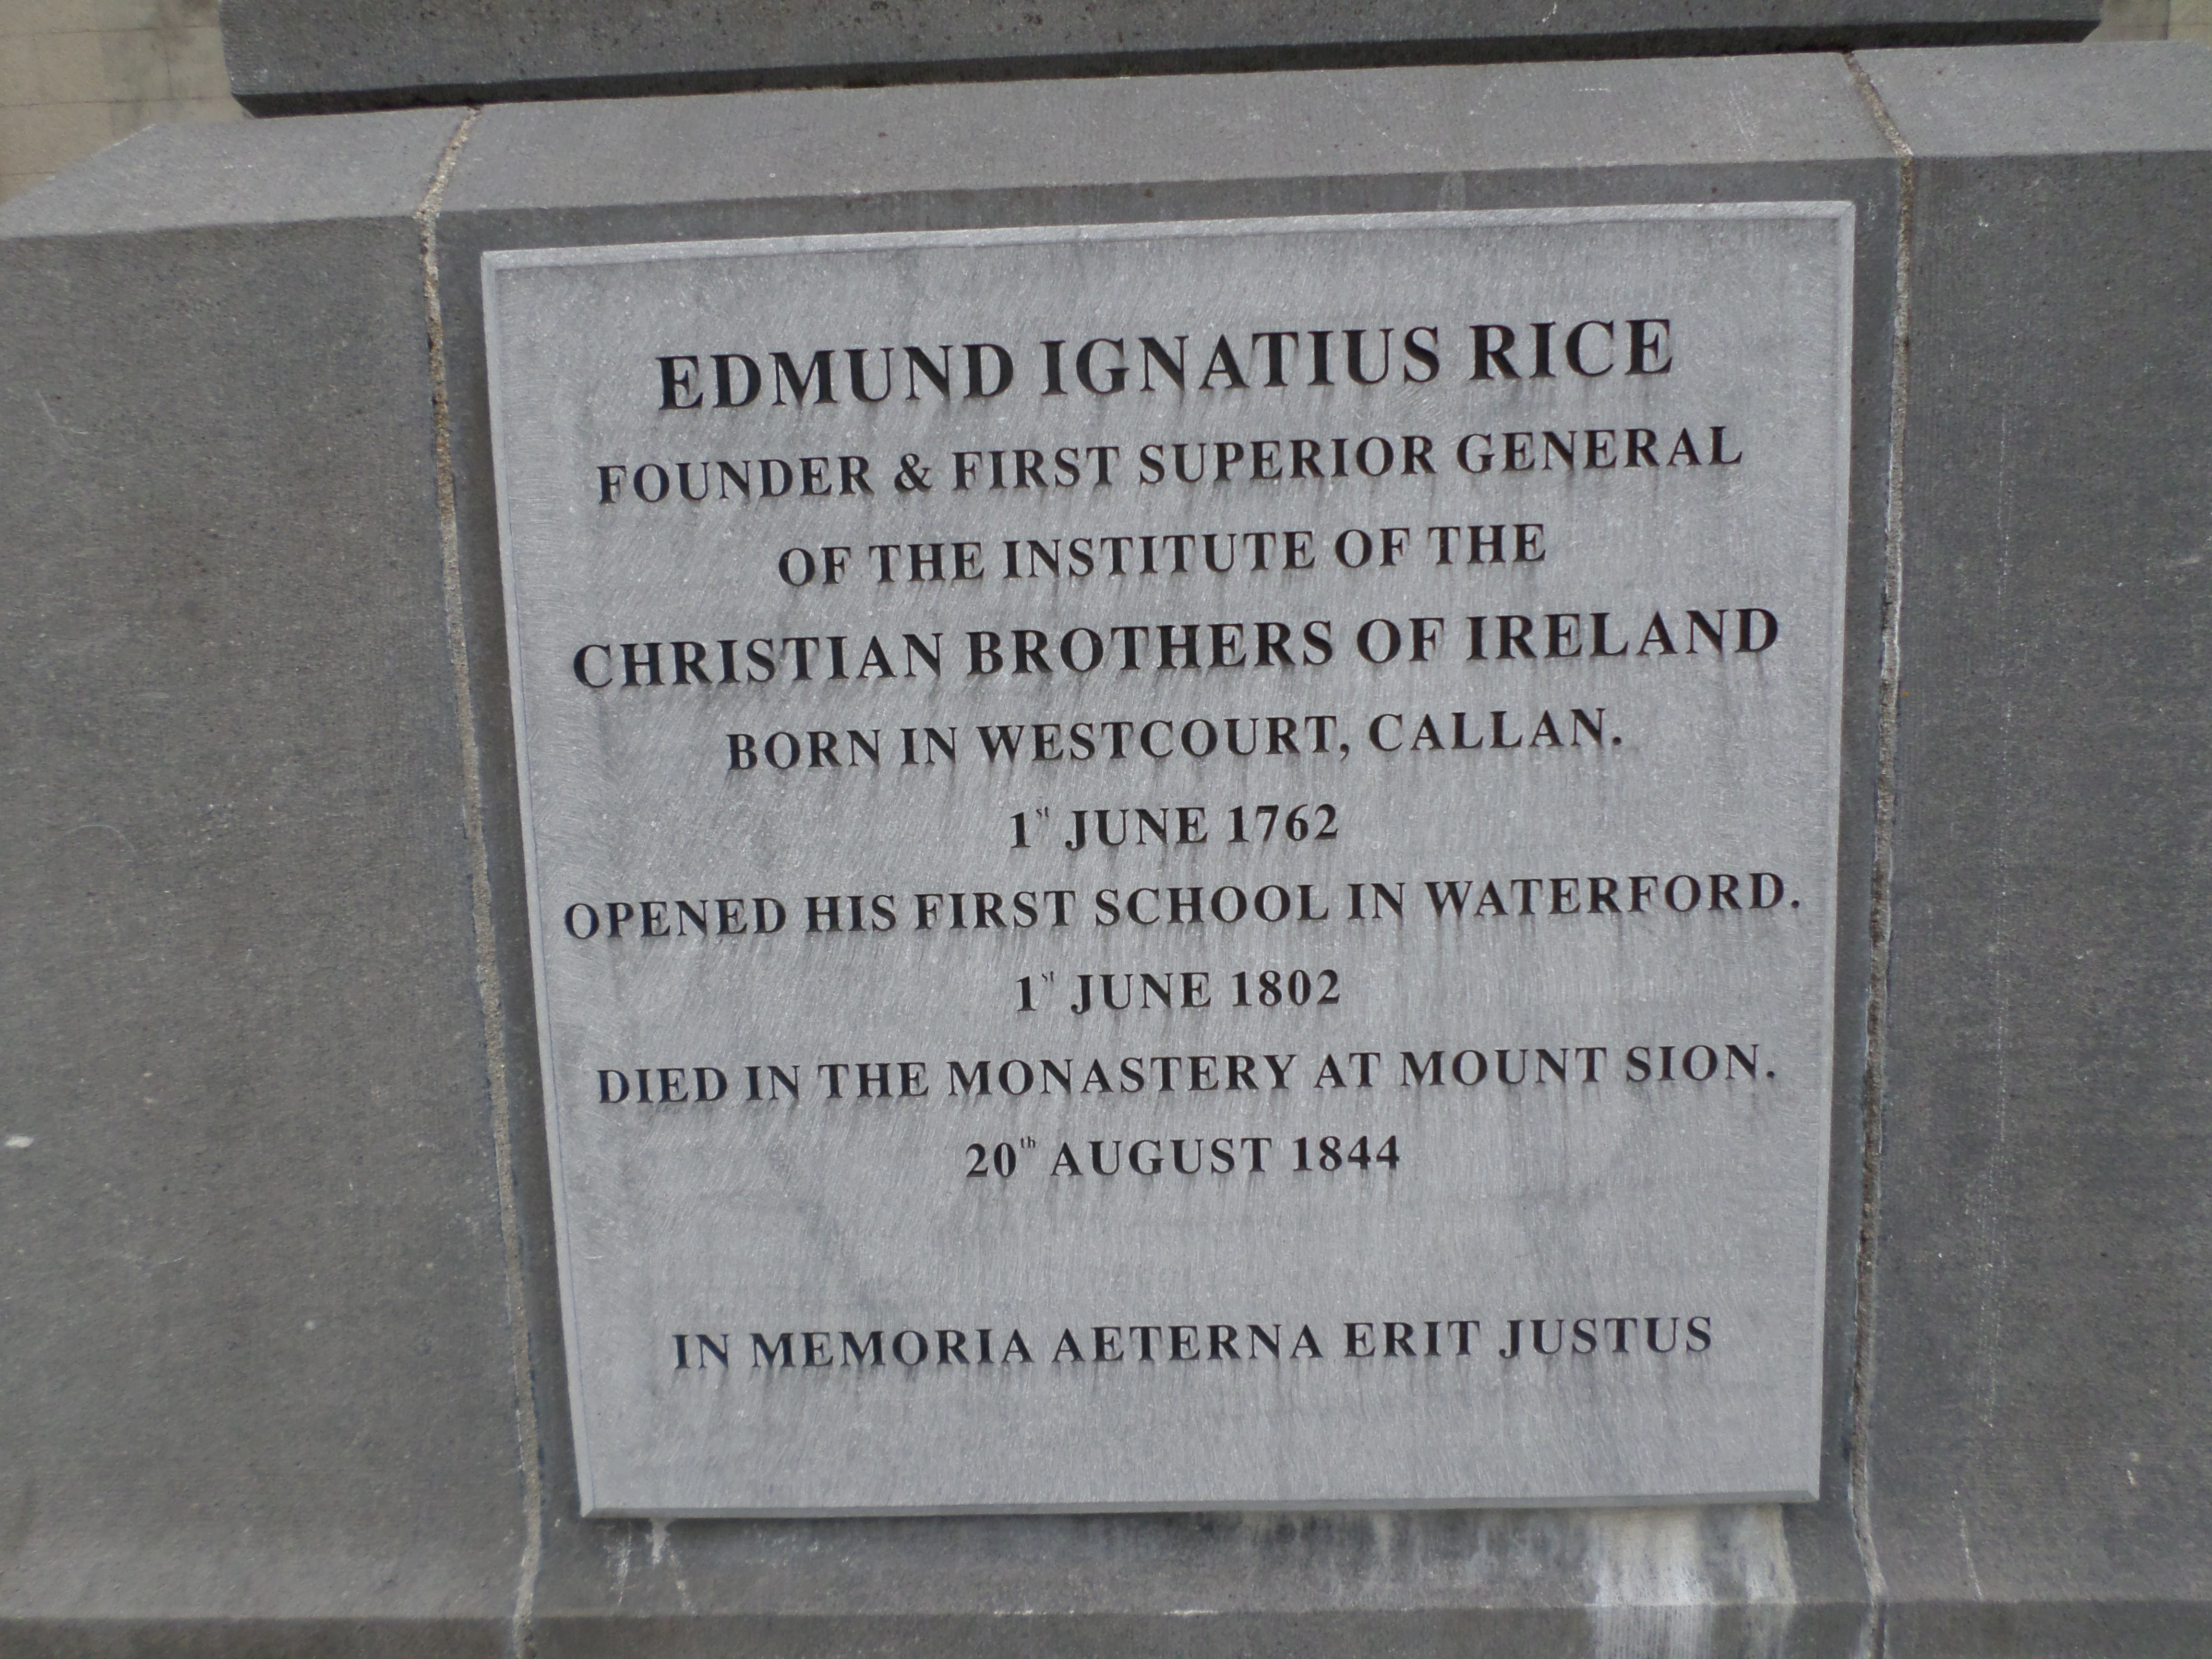 EDMUND IGNATIUS RICE
FOUNDER & FIRST SUPERIOR GENERAL
OF THE INSTITUTE OF THE
CHRISTIAN BROTHERS OF IRELAND
BORN IN WESTCOURT, CALLAN.
1st JUNE 1762
OPENED HIS FIRST SCHOOL IN WATERFORD.
1st JUNE 1802
DIED IN THE MONASTERY AT MOUNT SION.
20th AUGUST 1844
IN MEMORIA AETERNA ERIT JUSTUS